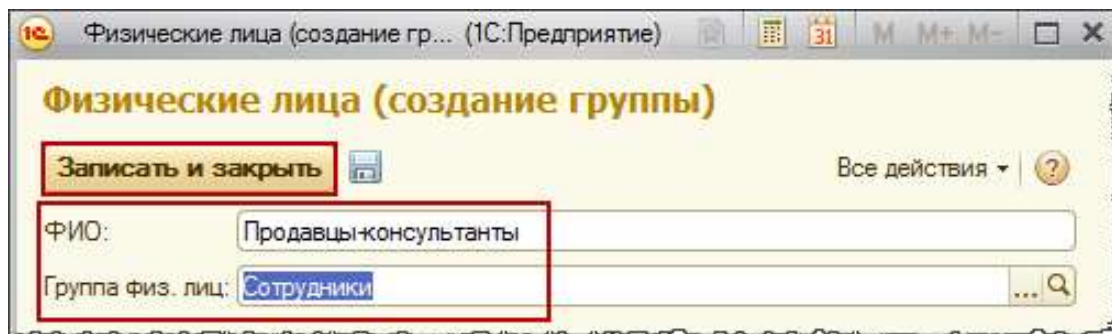 1С Физические лица (создание гр... (1С:Предприятие) 31 M M+ M-
Физические лица (создание группы)
Записать и закрыть Все действия ?
ФИО: Продавцы-консультанты
Группа физ. лиц: Сотрудники ...